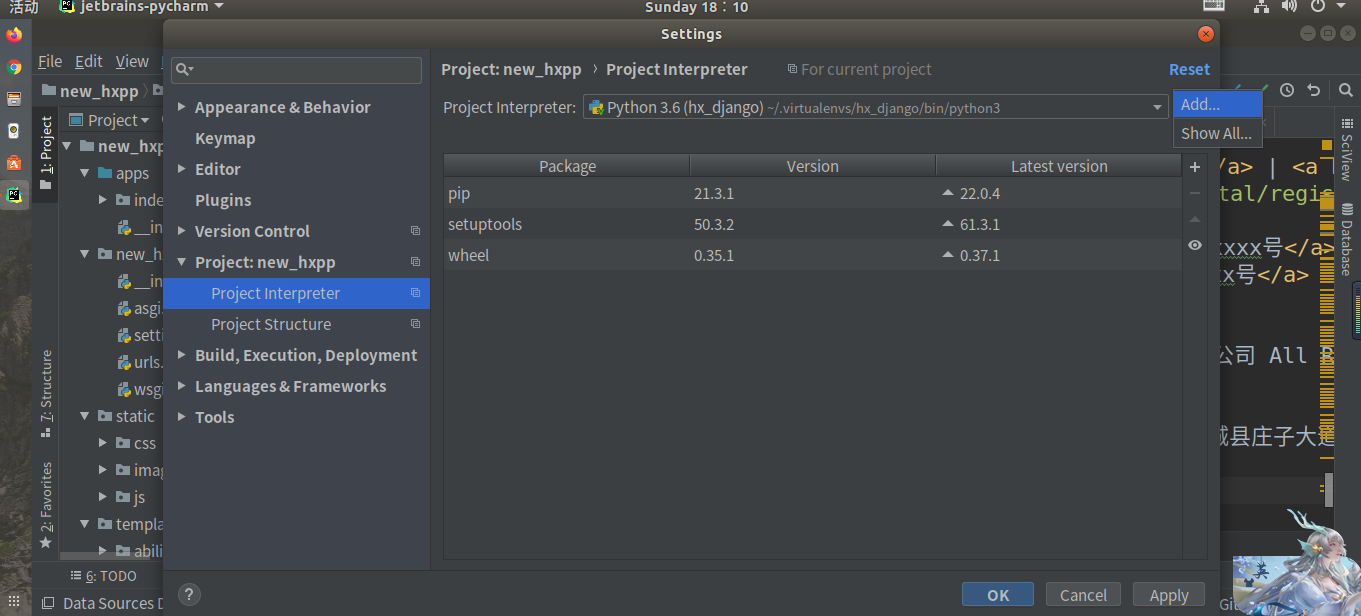 活动 jetbrains-pycharm Sunday 18：10
Settings
File Edit View
new_hxpp
Project
1: Project
new_hxp
apps
inde
__in
new_h
__in
asgi.
setti
urls.
wsgi
static
css
imag
js
templa
abili
7: Structure
2: Favorites
6: TODO
Data Sources D
Appearance & Behavior
Keymap
Editor
Plugins
Version Control
Project: new_hxpp
Project Interpreter
Project Structure
Build, Execution, Deployment
Languages & Frameworks
Tools
Project: new_hxpp › Project Interpreter For current project Reset
Project Interpreter: Python 3.6 (hx_django) ~/.virtualenvs/hx_django/bin/python3
Add...
Show All...
Package Version Latest version
pip 21.3.1 22.0.4
setuptools 50.3.2 61.3.1
wheel 0.35.1 0.37.1
? OK Cancel Apply
/a> | <a
tal/regis
xxxx号</a>
x号</a>
公司 All R
城县庄子大道
SciView
Database
英
Gi